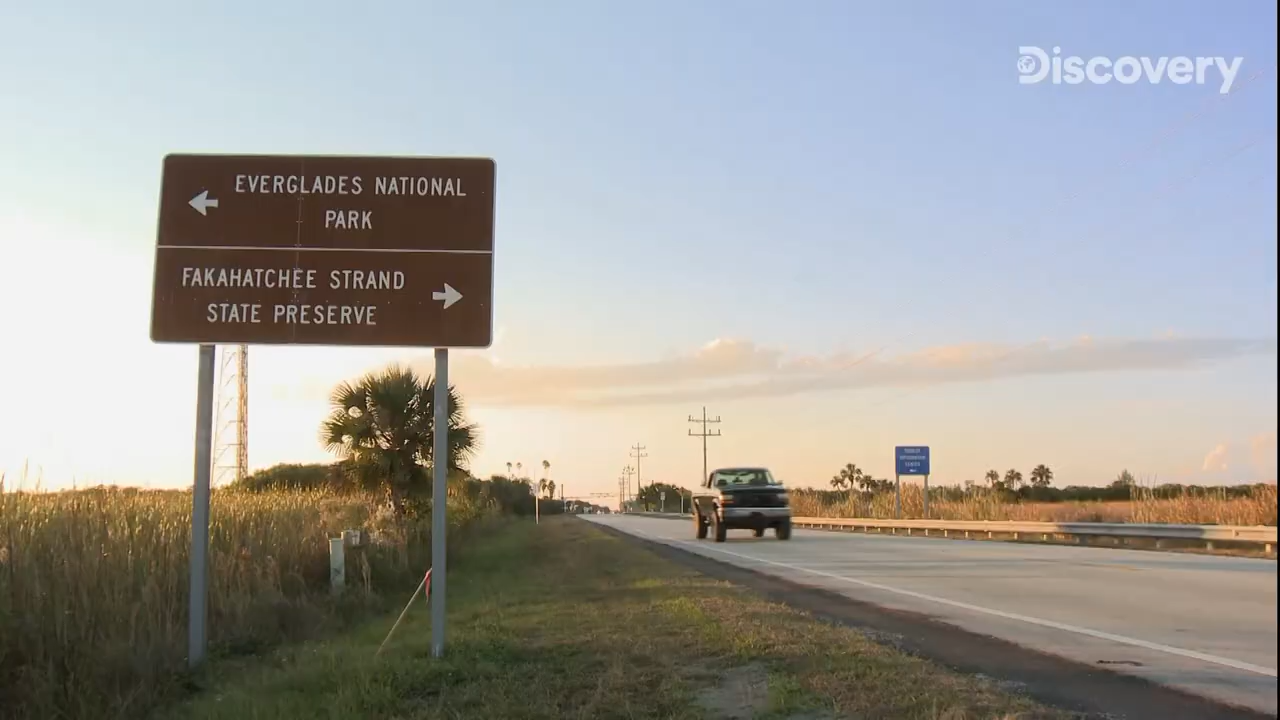 Discovery
EVERGLADES NATIONAL
PARK
FAKAHATCHEE STRAND
STATE PRESERVE